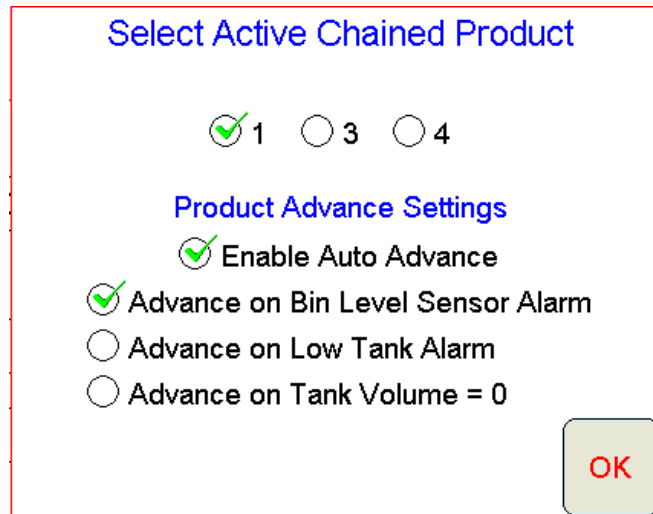 Select Active Chained Product
1 3 4
Product Advance Settings
Enable Auto Advance
Advance on Bin Level Sensor Alarm
Advance on Low Tank Alarm
Advance on Tank Volume = 0
OK